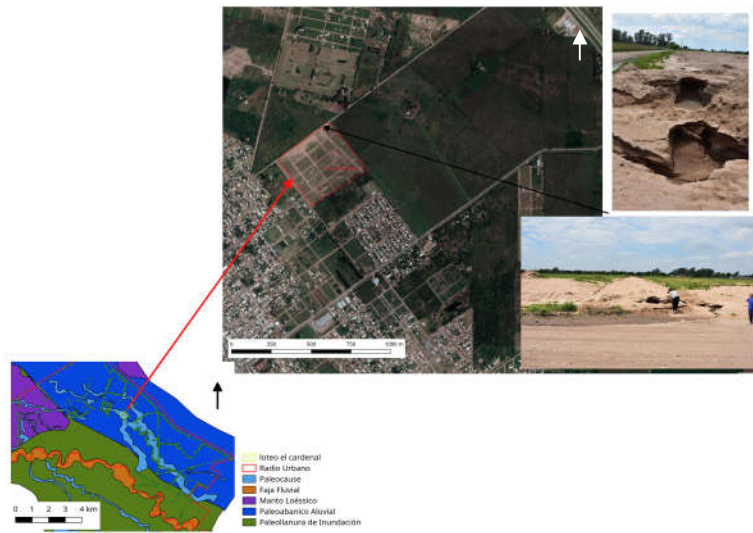 0 250 500 750 1000 m
loteo el cardenal
Radio Urbano
Paleocause
Faja Fluvial
Manto Loéssico
Paleoabanico Aluvial
Paleollanura de Inundación
0 1 2 3 4 km